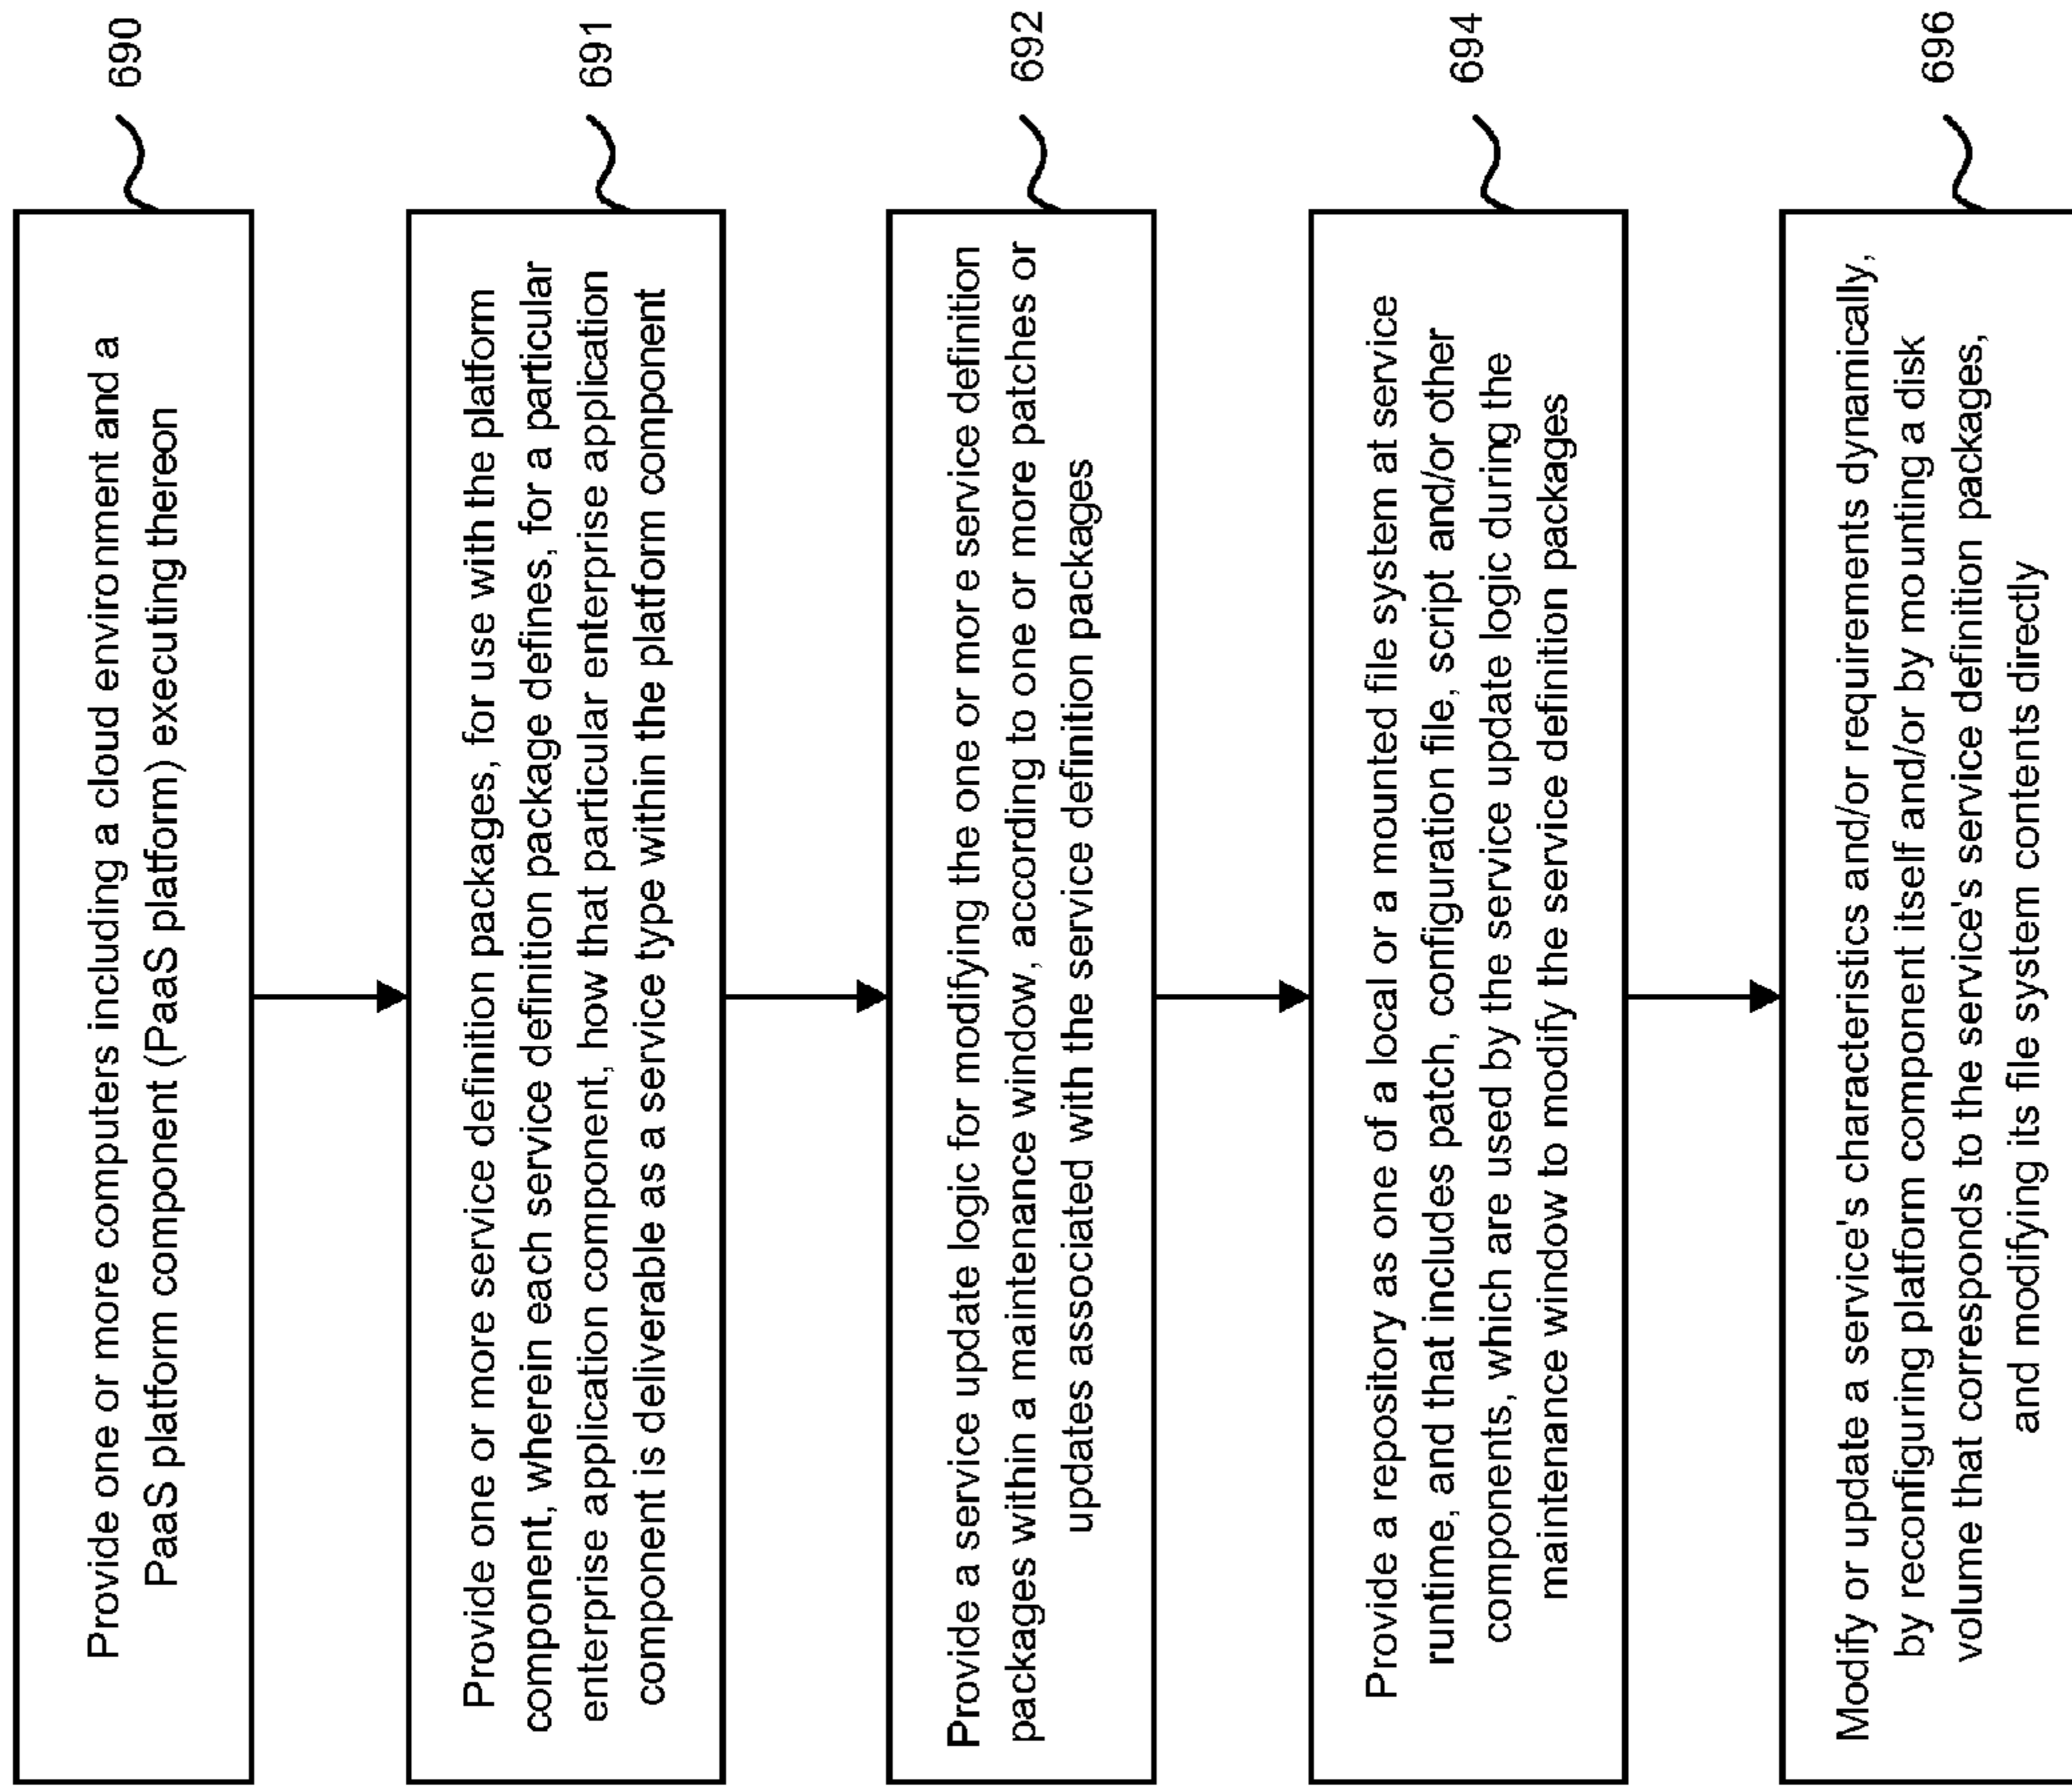 Provide one or more computers including a cloud environment and a
PaaS platform component (PaaS platform) executing thereon
690
Provide one or more service definition packages, for use with the platform
component, wherein each service definition package defines, for a particular
enterprise application component, how that particular enterprise application
component is deliverable as a service type within the platform component
691
Provide a service update logic for modifying the one or more service definition
packages within a maintenance window, according to one or more patches or
updates associated with the service definition packages
692
Provide a repository as one of a local or a mounted file system at service
runtime, and that includes patch, configuration file, script and/or other
components, which are used by the service update logic during the
maintenance window to modify the service definition packages
694
Modify or update a service's characteristics and/or requirements dynamically,
by reconfiguring platform component itself and/or by mounting a disk
volume that corresponds to the service's service definition packages,
and modifying its file system contents directly
696